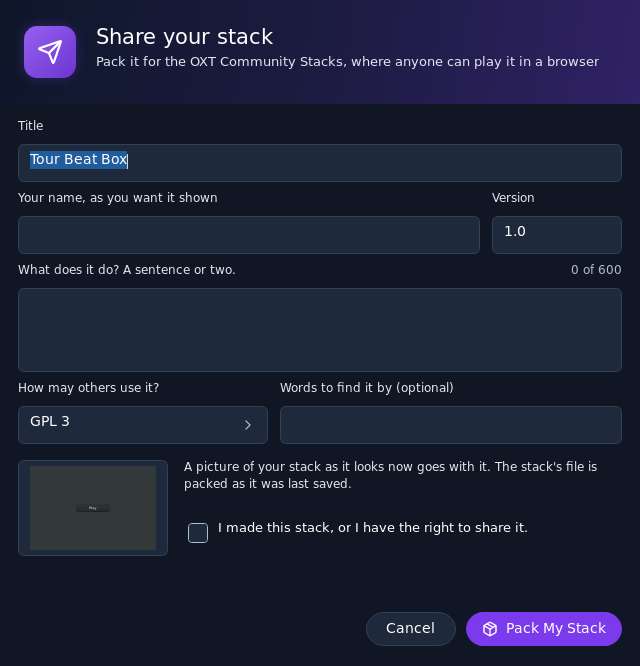 Share your stack
Pack it for the OXT Community Stacks, where anyone can play it in a browser
Title
Tour Beat Box
Your name, as you want it shown
Version
1.0
What does it do? A sentence or two.
0 of 600
How may others use it?
Words to find it by (optional)
GPL 3
A picture of your stack as it looks now goes with it. The stack's file is
packed as it was last saved.
Play
I made this stack, or I have the right to share it.
Cancel
Pack My Stack